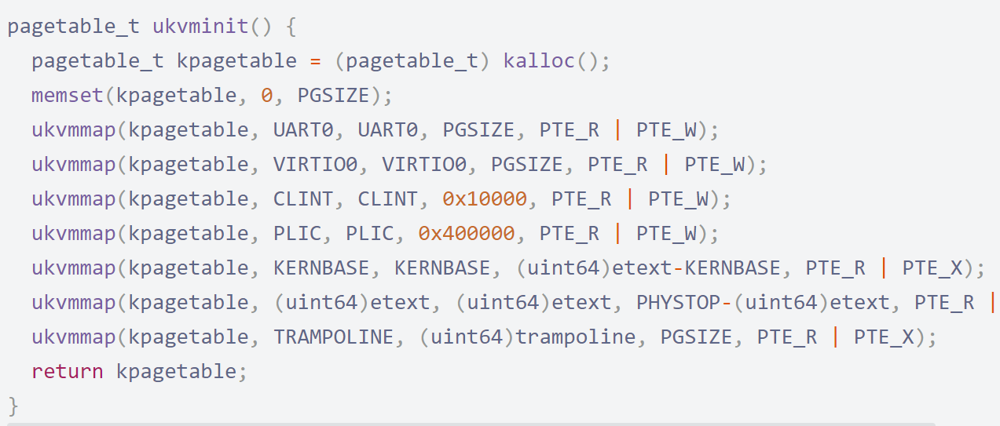 pagetable_t ukvminit() {
  pagetable_t kpagetable = (pagetable_t) kalloc();
  memset(kpagetable, 0, PGSIZE);
  ukvmmap(kpagetable, UART0, UART0, PGSIZE, PTE_R | PTE_W);
  ukvmmap(kpagetable, VIRTIO0, VIRTIO0, PGSIZE, PTE_R | PTE_W);
  ukvmmap(kpagetable, CLINT, CLINT, 0x10000, PTE_R | PTE_W);
  ukvmmap(kpagetable, PLIC, PLIC, 0x400000, PTE_R | PTE_W);
  ukvmmap(kpagetable, KERNBASE, KERNBASE, (uint64)etext-KERNBASE, PTE_R | PTE_X);
  ukvmmap(kpagetable, (uint64)etext, (uint64)etext, PHYSTOP-(uint64)etext, PTE_R |
  ukvmmap(kpagetable, TRAMPOLINE, (uint64)trampoline, PGSIZE, PTE_R | PTE_X);
  return kpagetable;
}